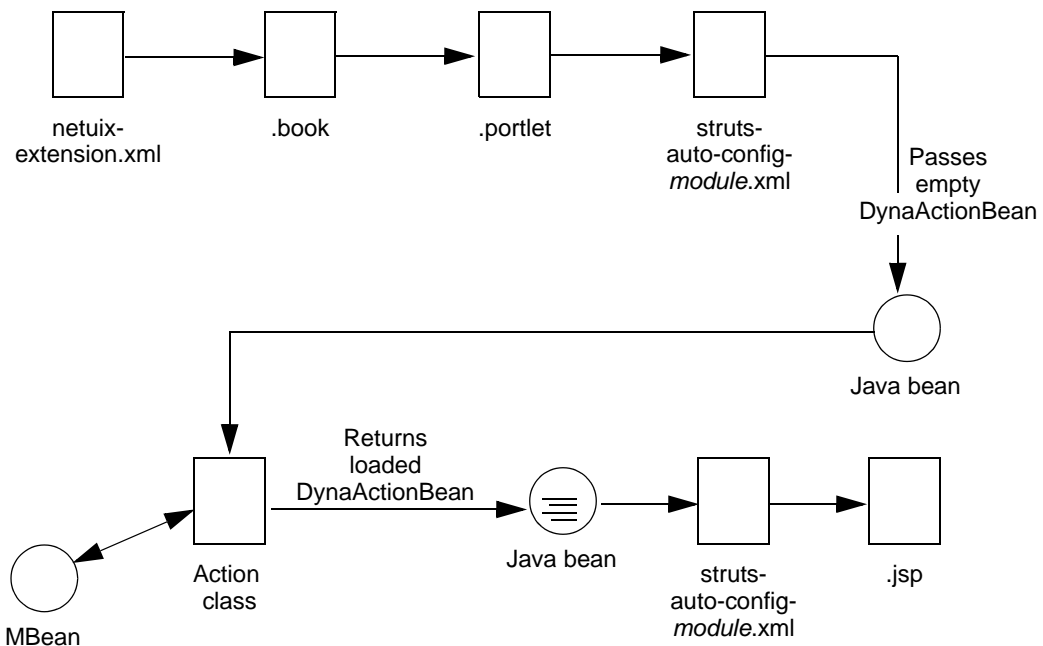 netuix-
extension.xml
.book
.portlet
struts-
auto-config-
module.xml
Passes
empty
DynaActionBean
Java bean
Returns
loaded
DynaActionBean
MBean
Action
class
Java bean
struts-
auto-config-
module.xml
.jsp